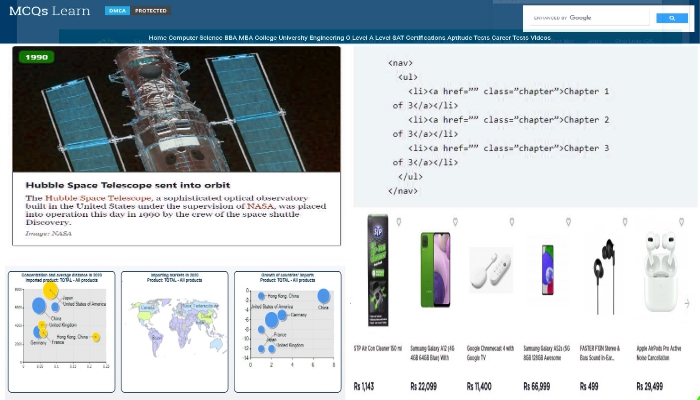 MCQs Learn
DMCA PROTECTED
ENHANCED BY Google
Home Computer Science BBA MBA College University Engineering O Level A Level SAT Certifications Aptitude Tests Career Tests Videos
1990
Hubble Space Telescope sent into orbit
The Hubble Space Telescope, a sophisticated optical observatory
built in the United States under the supervision of NASA, was placed
into operation this day in 1990 by the crew of the space shuttle
Discovery.
Image: NASA
<nav>
<ul>
<li><a href="" class="chapter">Chapter 1
of 3</a></li>
<li><a href="" class="chapter">Chapter 2
of 3</a></li>
<li><a href="" class="chapter">Chapter 3
of 3</a></li>
</ul>
</nav>
Concentration and average distance in 2020
Imported product: TOTAL - All products
Japan
United States of America
China
United Kingdom
Hong Kong, China
Germany
France
Importing markets in 2020
Product: TOTAL - All products
Canada
China
Brazil
Growth of countries' imports
Product: TOTAL - All products
Hong Kong, China
China
Germany
France
Japan
United Kingdom
STP Air Con Cleaner 150 ml
Rs 1,143
Samsung Galaxy A12 (4G
4GB 64GB Blue) With
Rs 22,099
Google Chromecast 4 with
Google TV
Rs 11,400
Samsung Galaxy A52s (5G
8GB 128GB Awesome
Rs 66,999
FASTER F10N Stereo &
Bass Sound In-Ear...
Rs 499
Apple AirPods Pro Active
Noise Cancellation
Rs 29,499